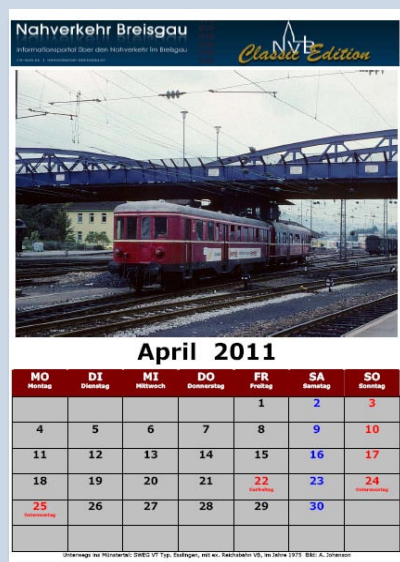 Nahverkehr Breisgau
Informationsportal über den Nahverkehr im Breisgau
NVB
Classic Edition
April 2011
MO DI MI DO FR SA SO
Montag Dienstag Mittwoch Donnerstag Freitag Samstag Sonntag
1 2 3
4 5 6 7 8 9 10
11 12 13 14 15 16 17
18 19 20 21 22 23 24
Karfreitag Ostersonntag
25 26 27 28 29 30
Ostermontag
Unterwegs ins Münstertal: SWEG VT Typ. Esslingen, mit ex. Reichsbahn VB, im Jahre 1975 Bild: A. Johanson